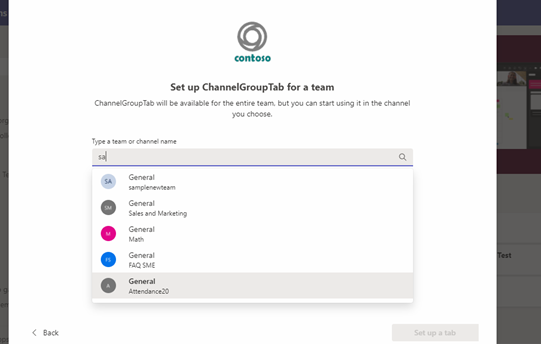 contoso
Set up ChannelGroupTab for a team
ChannelGroupTab will be available for the entire team, but you can start using it in the channel
you choose.
Type a team or channel name
sa
SA
General
samplenewteam
SM
General
Sales and Marketing
M
General
Math
FS
General
FAQ SME
A
General
Attendance20
Test
Back
Set up a tab